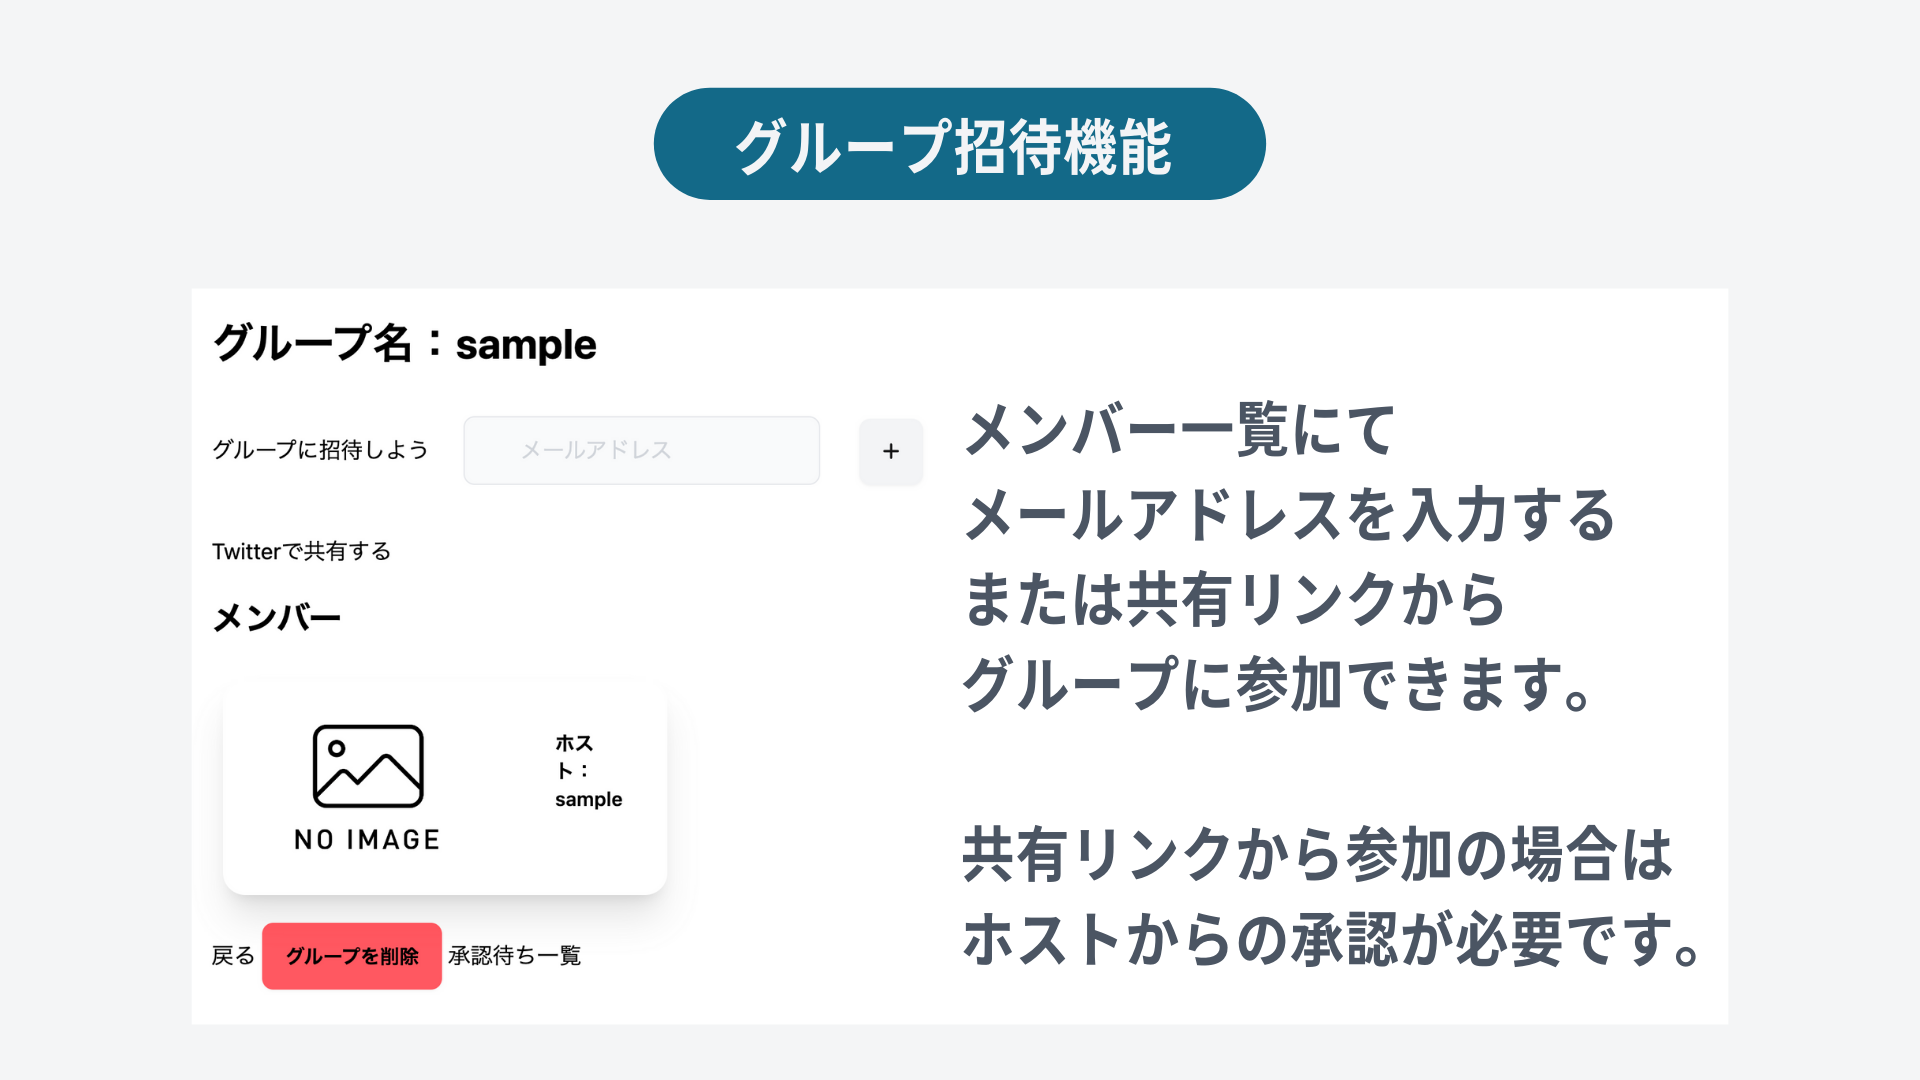 グループ招待機能
グループ名：sample
グループに招待しよう メールアドレス +
Twitterで共有する
メンバー
NO IMAGE
ホス
ト：
sample
戻る グループを削除 承認待ち一覧
メンバー一覧にて
メールアドレスを入力する
または共有リンクから
グループに参加できます。
共有リンクから参加の場合は
ホストからの承認が必要です。